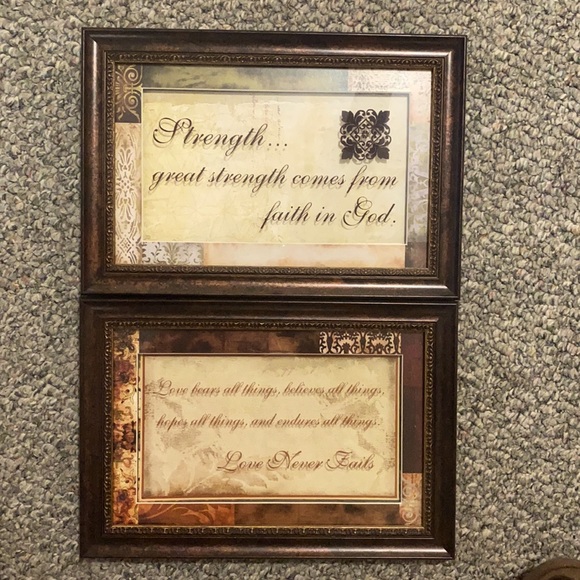 Strength...
great strength comes from
faith in God.
Love bears all things, believes all things,
hopes all things, and endures all things.
Love Never Fails